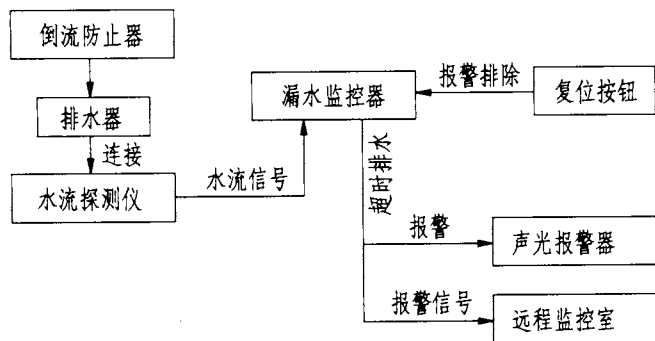 倒流防止器
排水器
连接
水流探测仪
水流信号
漏水监控器
报警排除
复位按钮
超时排水
报警
声光报警器
报警信号
远程监控室